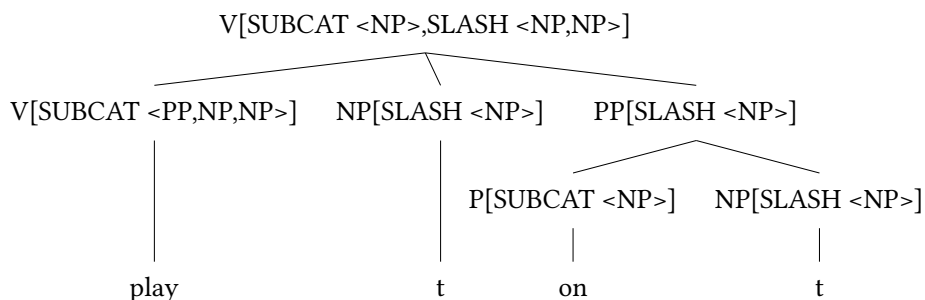 V[SUBCAT <NP>,SLASH <NP,NP>]
V[SUBCAT <PP,NP,NP>] NP[SLASH <NP>] PP[SLASH <NP>]
P[SUBCAT <NP>] NP[SLASH <NP>]
play t on t